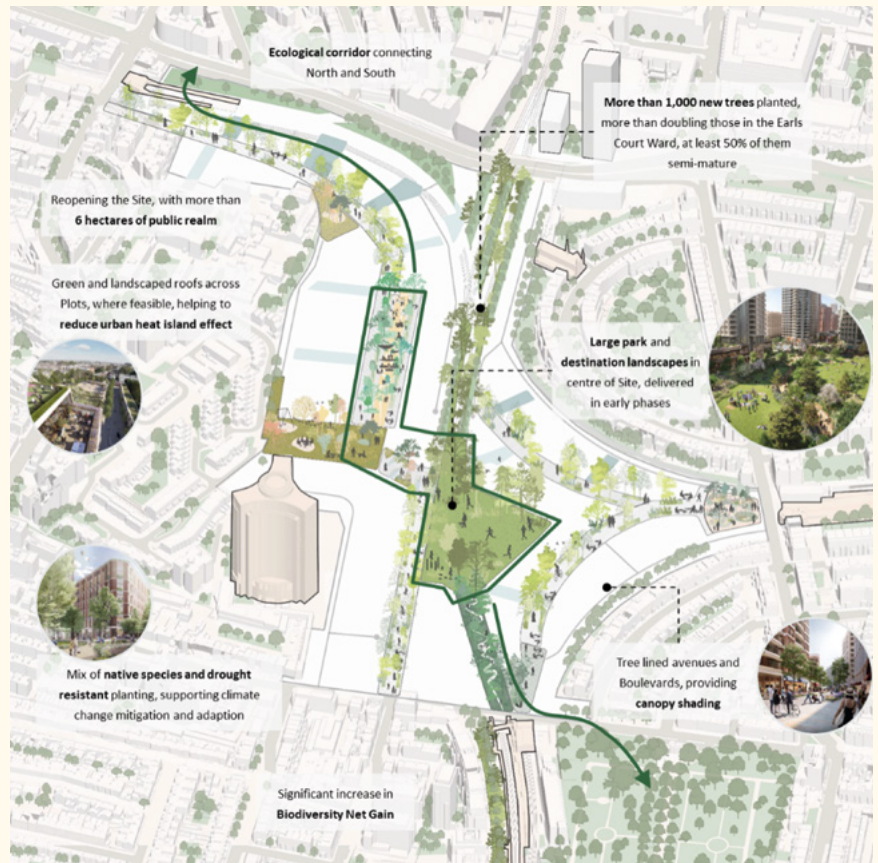 Ecological corridor connecting
North and South
More than 1,000 new trees planted,
more than doubling those in the Earls
Court Ward, at least 50% of them
semi-mature
Reopening the Site, with more than
6 hectares of public realm
Green and landscaped roofs across
Plots, where feasible, helping to
reduce urban heat island effect
Large park and
destination landscapes in
centre of Site, delivered
in early phases
Mix of native species and drought
resistant planting, supporting climate
change mitigation and adaption
Tree lined avenues and
Boulevards, providing
canopy shading
Significant increase in
Biodiversity Net Gain